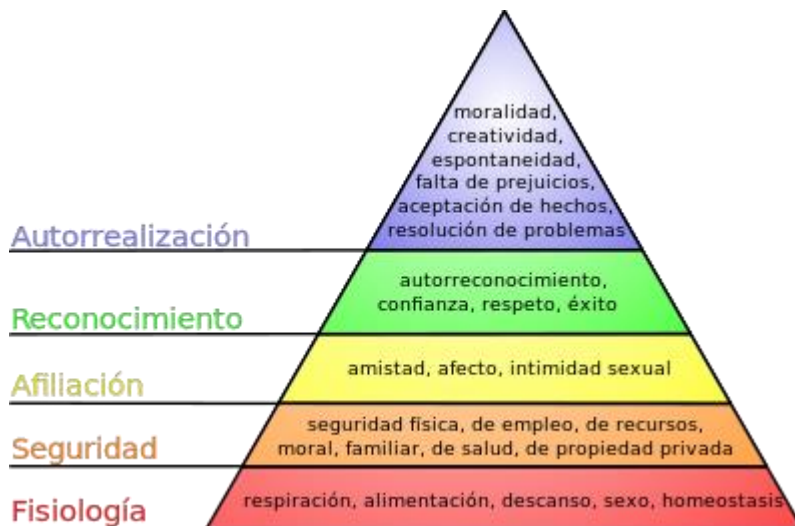 moralidad,
creatividad,
espontaneidad,
falta de prejuicios,
aceptación de hechos,
resolución de problemas
Autorrealización
autorreconocimiento,
confianza, respeto, éxito
Reconocimiento
amistad, afecto, intimidad sexual
Afiliación
seguridad física, de empleo, de recursos,
moral, familiar, de salud, de propiedad privada
Seguridad
respiración, alimentación, descanso, sexo, homeostasis
Fisiología